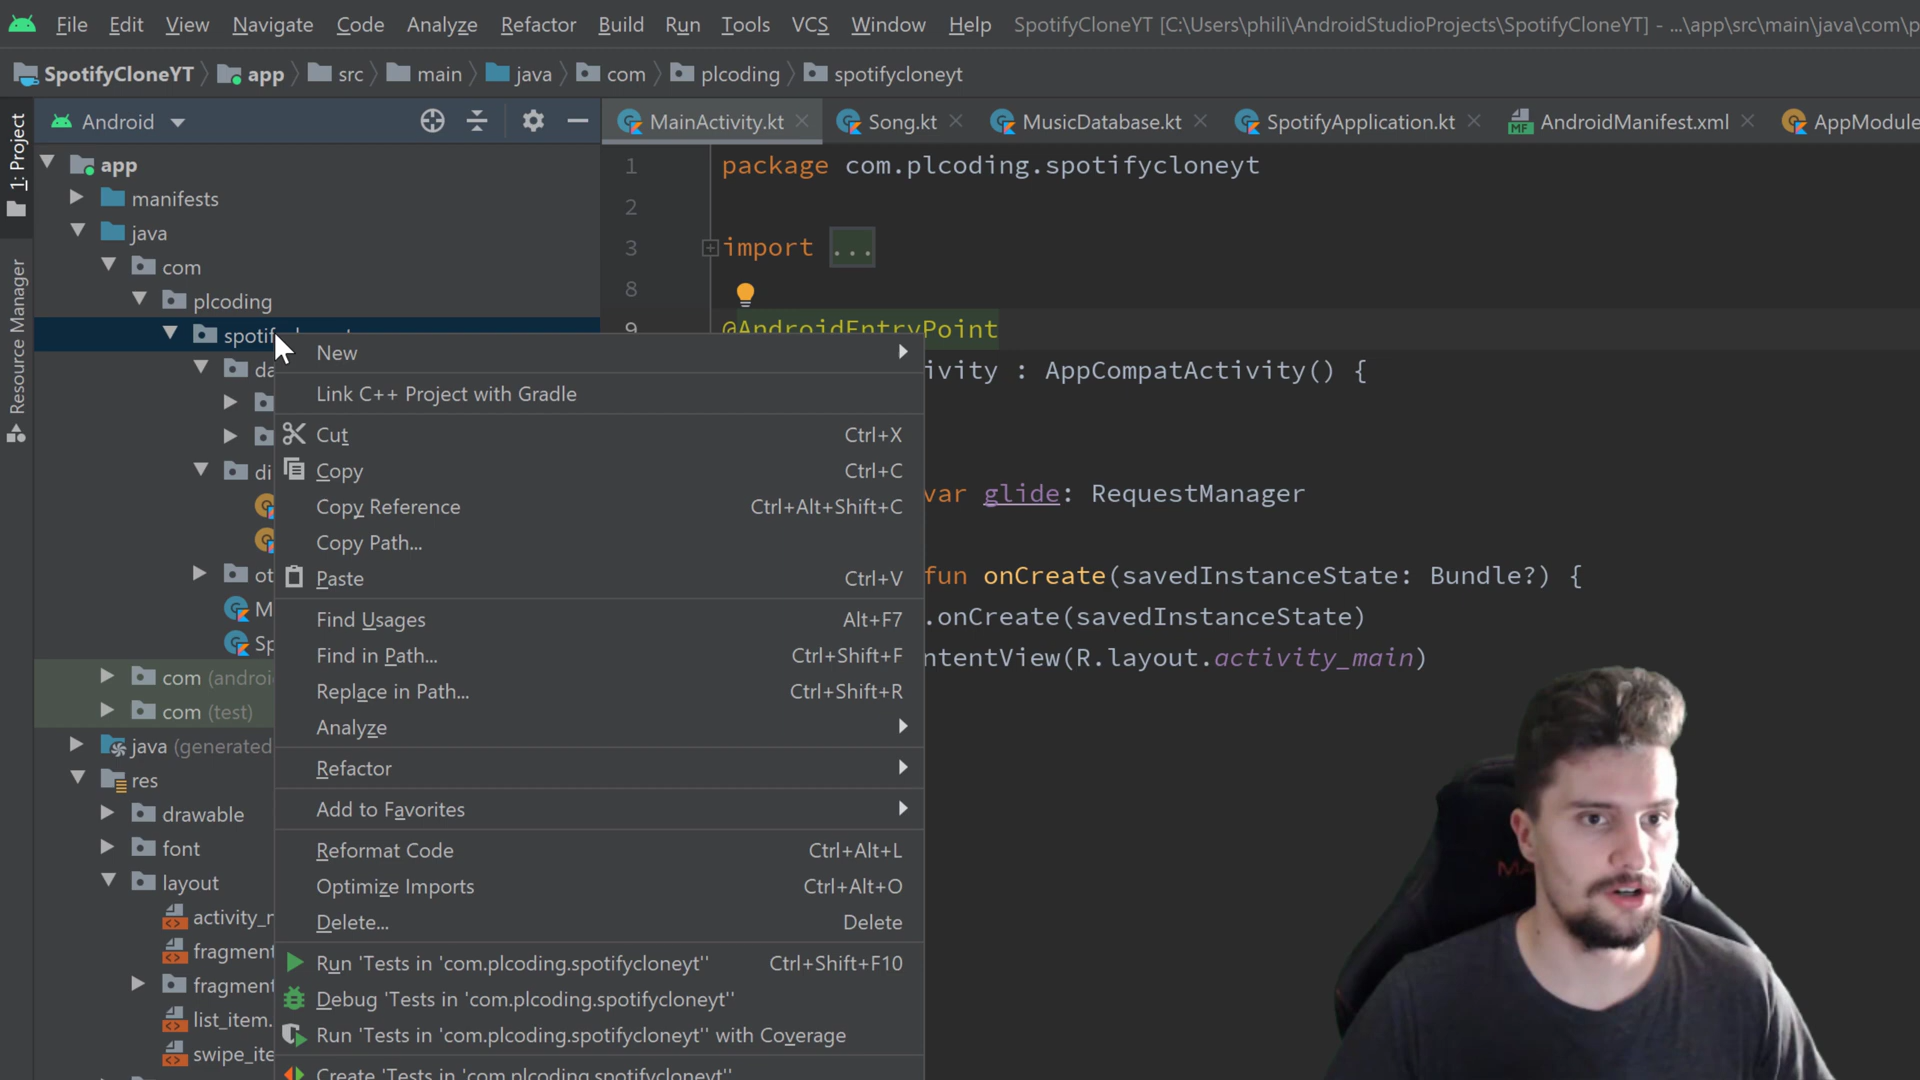 File Edit View Navigate Code Analyze Refactor Build Run Tools VCS Window Help SpotifyCloneYT [C:\Users\phili\AndroidStudioProjects\SpotifyCloneYT] - ...\app\src\main\java\com\p
SpotifyCloneYT app src main java com plcoding spotifycloneyt
1: Project
Resource Manager
Android
app
manifests
java
com
plcoding
spotif
da
di
ot
M
Sp
com (androi
com (test)
java (generated
res
drawable
font
layout
activity_
fragment
fragment
list_item.
swipe_ite
New
Link C++ Project with Gradle
Cut Ctrl+X
Copy Ctrl+C
Copy Reference Ctrl+Alt+Shift+C
Copy Path...
Paste Ctrl+V
Find Usages Alt+F7
Find in Path... Ctrl+Shift+F
Replace in Path... Ctrl+Shift+R
Analyze
Refactor
Add to Favorites
Reformat Code Ctrl+Alt+L
Optimize Imports Ctrl+Alt+O
Delete... Delete
Run 'Tests in 'com.plcoding.spotifycloneyt'' Ctrl+Shift+F10
Debug 'Tests in 'com.plcoding.spotifycloneyt''
Run 'Tests in 'com.plcoding.spotifycloneyt'' with Coverage
Create 'Tests in 'com.plcoding.spotifycloneyt''
MainActivity.kt Song.kt MusicDatabase.kt SpotifyApplication.kt AndroidManifest.xml AppModule
1 package com.plcoding.spotifycloneyt
2
3 import ...
8
9 @AndroidEntryPoint
ivity : AppCompatActivity() {
var glide: RequestManager
fun onCreate(savedInstanceState: Bundle?) {
.onCreate(savedInstanceState)
ntentView(R.layout.activity_main)